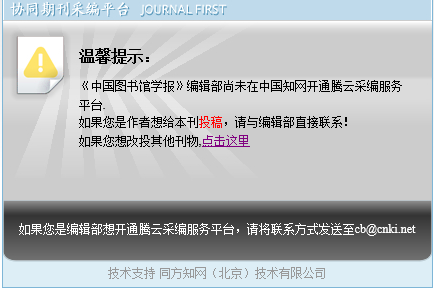 协同期刊采编平台 JOURNAL FIRST
温馨提示：
《中国图书馆学报》编辑部尚未在中国知网开通腾云采编服务
平台.
如果您是作者想给本刊投稿，请与编辑部直接联系！
如果您想改投其他刊物,点击这里
如果您是编辑部想开通腾云采编服务平台，请将联系方式发送至cb@cnki.net
技术支持 同方知网（北京）技术有限公司